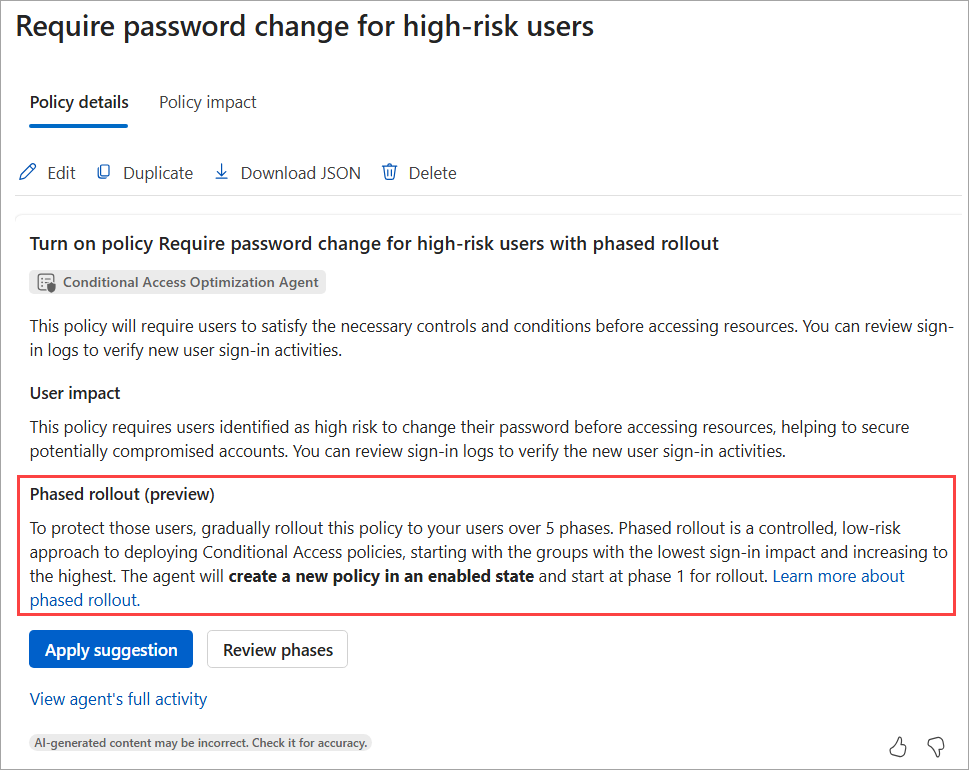 Require password change for high-risk users
Policy details Policy impact
Edit Duplicate Download JSON Delete
Turn on policy Require password change for high-risk users with phased rollout
Conditional Access Optimization Agent
This policy will require users to satisfy the necessary controls and conditions before accessing resources. You can review sign-
in logs to verify new user sign-in activities.
User impact
This policy requires users identified as high risk to change their password before accessing resources, helping to secure
potentially compromised accounts. You can review sign-in logs to verify the new user sign-in activities.
Phased rollout (preview)
To protect those users, gradually rollout this policy to your users over 5 phases. Phased rollout is a controlled, low-risk
approach to deploying Conditional Access policies, starting with the groups with the lowest sign-in impact and increasing to
the highest. The agent will create a new policy in an enabled state and start at phase 1 for rollout. Learn more about
phased rollout.
Apply suggestion Review phases
View agent's full activity
AI-generated content may be incorrect. Check it for accuracy.